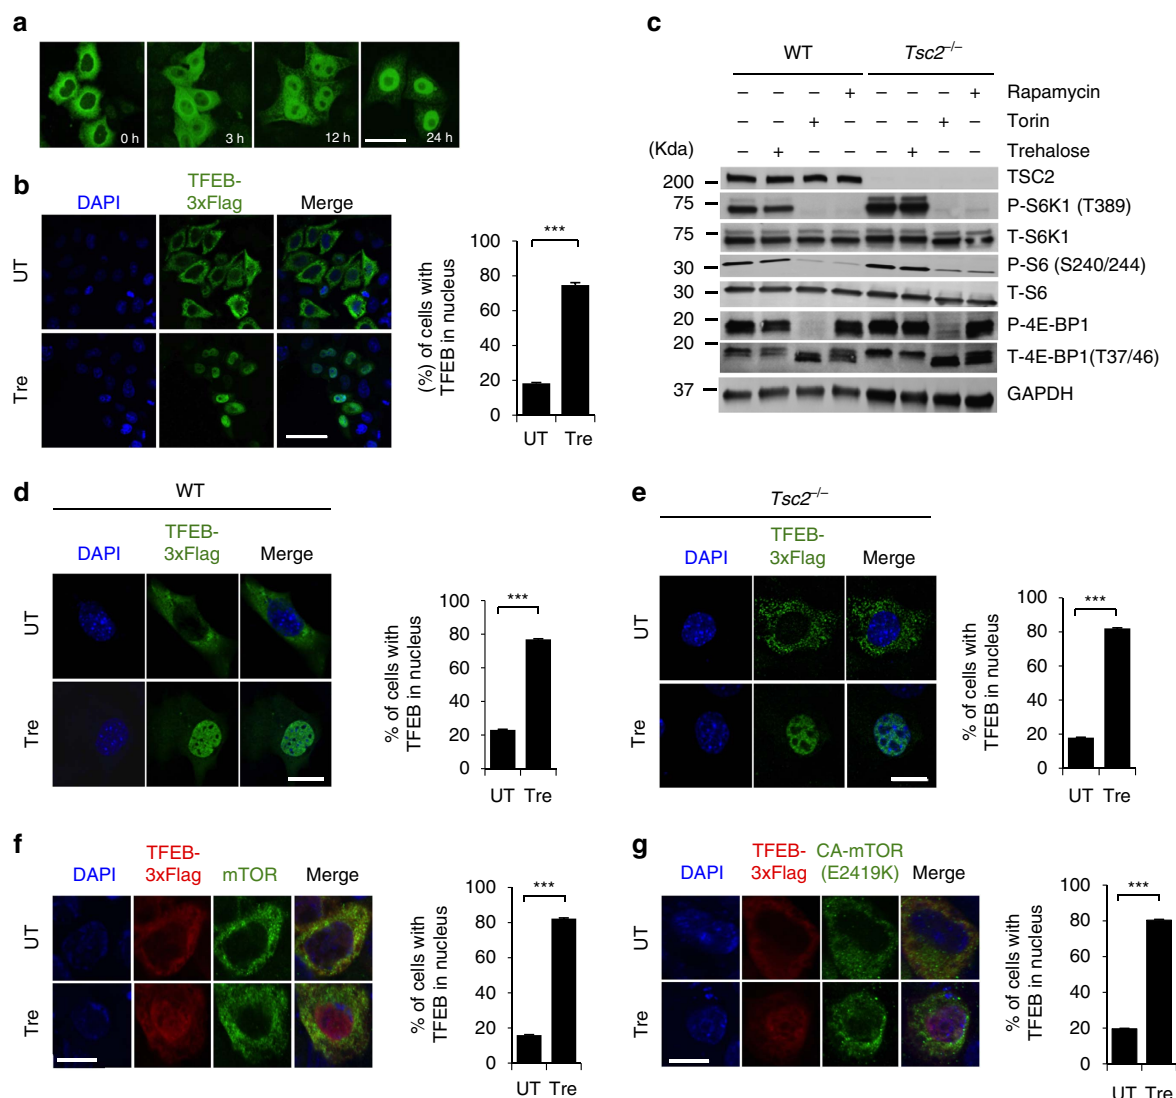 a
0 h
3 h
12 h
24 h
b
DAPI
TFEB-
3xFlag
Merge
UT
Tre
(%) of cells with
TFEB in nucleus
100
80
60
40
20
0
***
UT Tre
c
WT
Tsc2–/–
– – – + – – – + Rapamycin
– – + – – – + – Torin
– + – – – + – – Trehalose
(Kda)
200
TSC2
75
P-S6K1 (T389)
75
T-S6K1
30
P-S6 (S240/244)
30
T-S6
20
P-4E-BP1
20
T-4E-BP1(T37/46)
37
GAPDH
d
WT
DAPI
TFEB-
3xFlag
Merge
UT
Tre
% of cells with
TFEB in nucleus
100
80
60
40
20
0
***
UT Tre
e
Tsc2–/–
DAPI
TFEB-
3xFlag
Merge
UT
Tre
% of cells with
TFEB in nucleus
100
80
60
40
20
0
***
UT Tre
f
DAPI
TFEB-
3xFlag
mTOR
Merge
UT
Tre
% of cells with
TFEB in nucleus
100
80
60
40
20
0
***
UT Tre
g
DAPI
TFEB-
3xFlag
CA-mTOR
(E2419K)
Merge
UT
Tre
% of cells with
TFEB in nucleus
100
80
60
40
20
0
***
UT Tre